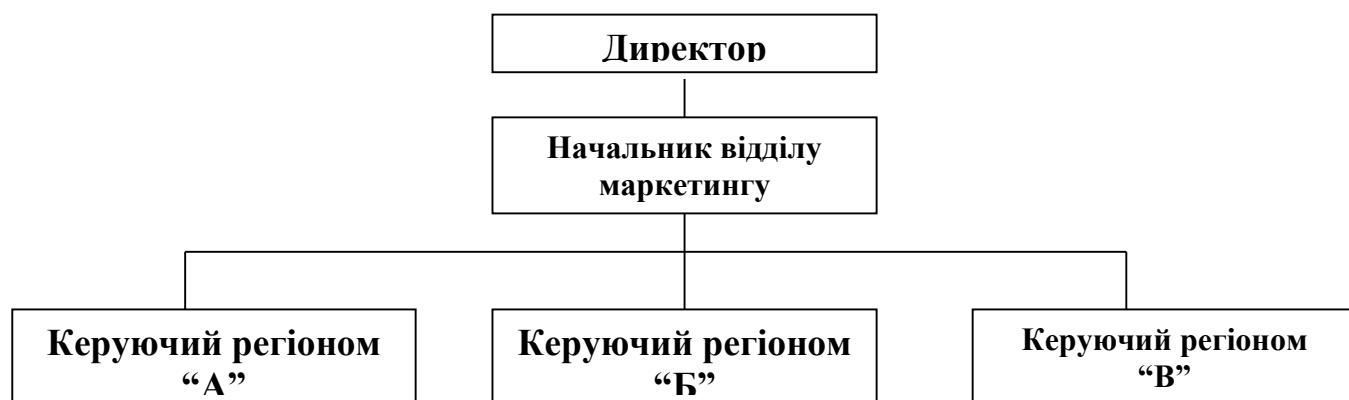 Директор
Начальник відділу
маркетингу
Керуючий регіоном
“А”
Керуючий регіоном
“Б”
Керуючий регіоном
“В”